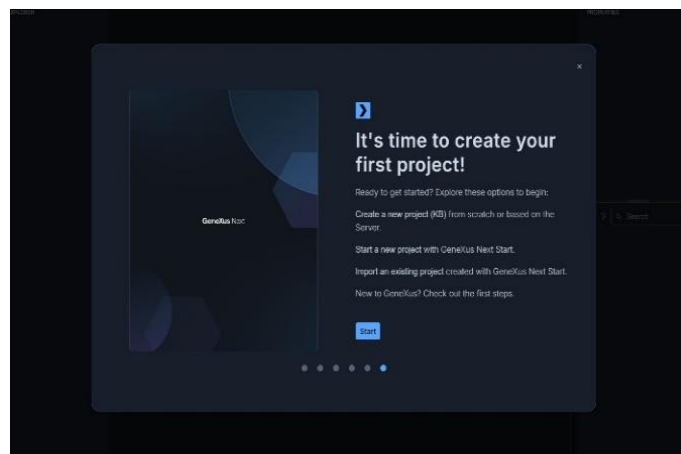 PROPERTIES
It's time to create your
first project!
Ready to get started? Explore these options to begin:
Create a new project (KB) from scratch or based on the
Server.
GeneXus Next
Start a new project with GeneXus Next Start.
Import an existing project created with GeneXus Next Start.
New to GeneXus? Check out the first steps.
Start
Search